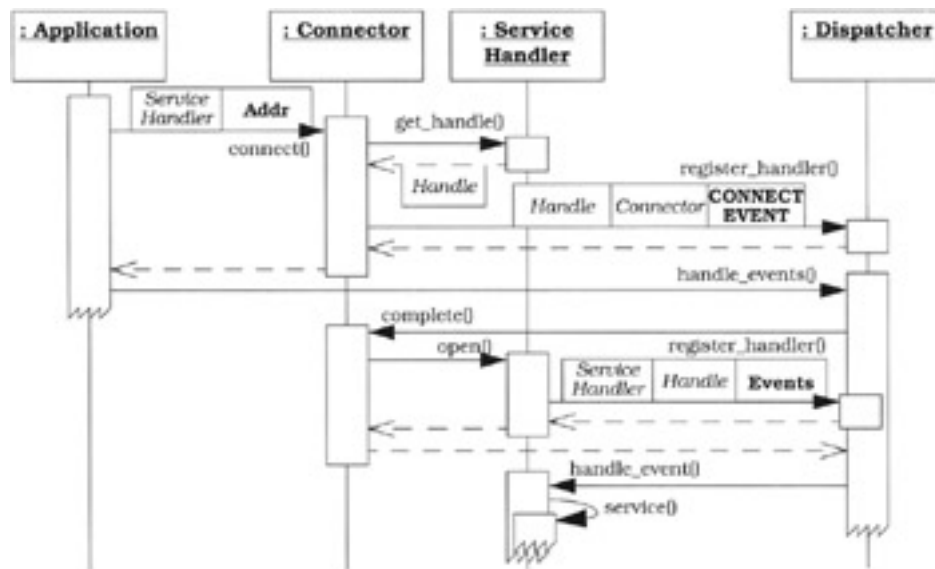 : Application
: Connector
: Service
Handler
: Dispatcher
Service
Handler
Addr
connect()
get_handle()
Handle
register_handler()
Handle
Connector
CONNECT
EVENT
handle_events()
complete()
open()
register_handler()
Service
Handler
Handle
Events
handle_event()
service()